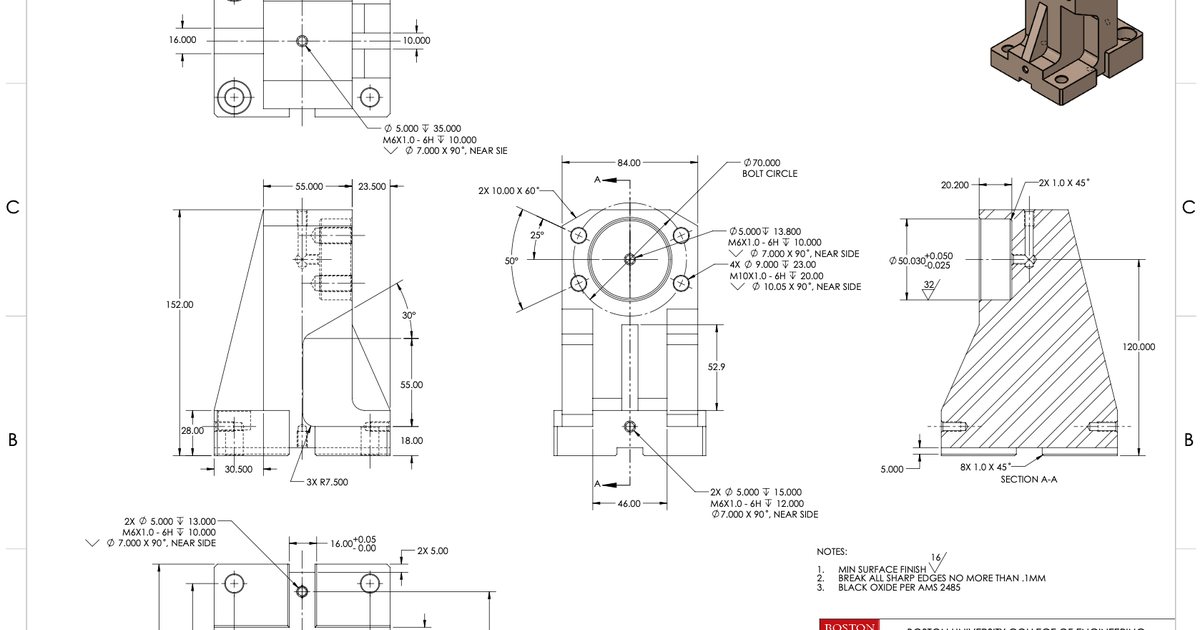 16.000
10.000
Ø 5.000 ↧ 35.000
M6X1.0 - 6H ↧ 10.000
⌵ Ø 7.000 X 90°, NEAR SIE
55.000
23.500
84.00
Ø70.000
BOLT CIRCLE
A
2X 10.00 X 60°
20.200
2X 1.0 X 45°
C
C
25°
50°
Ø5.000↧ 13.800
M6X1.0 - 6H ↧ 10.000
⌵ Ø 7.000 X 90°, NEAR SIDE
4X Ø 9.000 ↧ 23.00
M10X1.0 - 6H ↧ 20.00
⌵ Ø 10.05 X 90°, NEAR SIDE
Ø50.030 +0.050
-0.025
32
152.00
30°
120.000
52.9
55.00
28.00
18.00
B
B
30.500
3X R7.500
A
46.00
5.000
8X 1.0 X 45°
SECTION A-A
2X Ø 5.000 ↧ 15.000
M6X1.0 - 6H ↧ 12.000
Ø7.000 X 90°, NEAR SIDE
2X Ø 5.000 ↧ 13.000
M6X1.0 - 6H ↧ 10.000
⌵ Ø 7.000 X 90°, NEAR SIDE
16.00 +0.05
- 0.00
2X 5.00
NOTES:
1. MIN SURFACE FINISH 16
2. BREAK ALL SHARP EDGES NO MORE THAN .1MM
3. BLACK OXIDE PER AMS 2485
BOSTON
BOSTON UNIVERSITY COLLEGE OF ENGINEERING